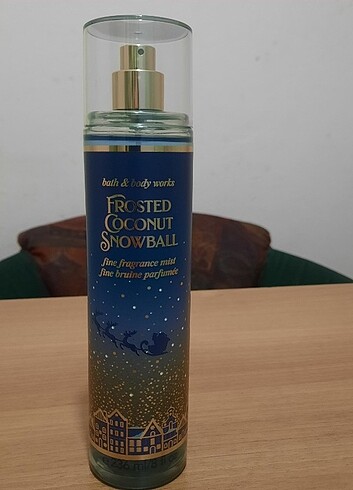 bath & body works
FROSTED
COCONUT
SNOWBALL
fine fragrance mist
fine bruine parfumée